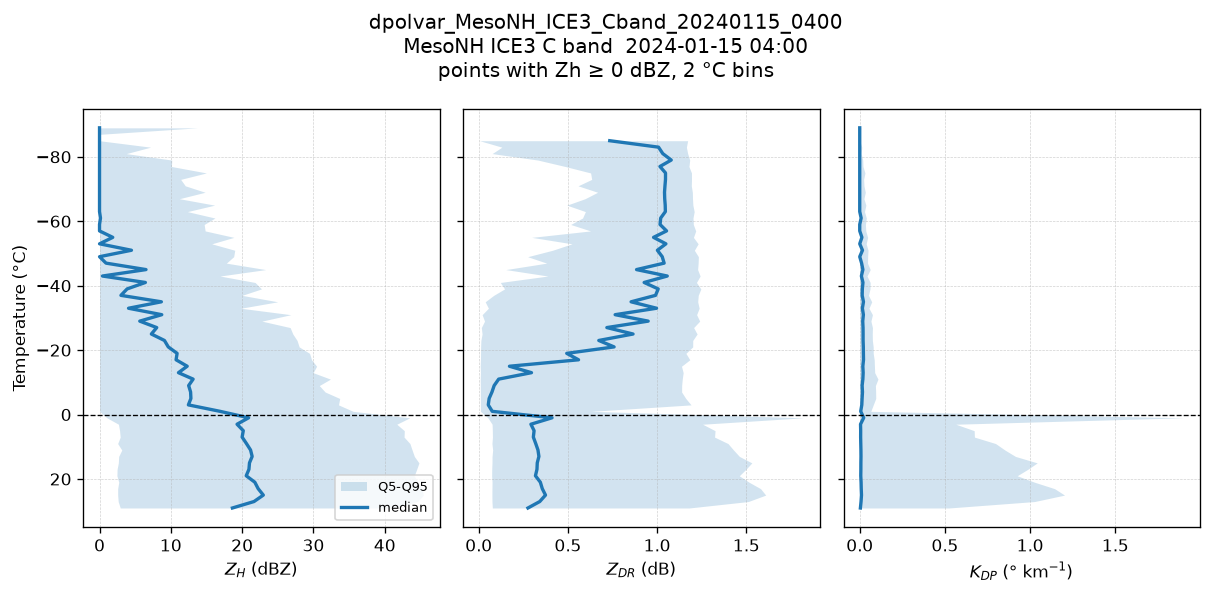 dpolvar_MesoNH_ICE3_Cband_20240115_0400
MesoNH ICE3 C band  2024-01-15 04:00
points with Zh ≥ 0 dBZ, 2 °C bins
Temperature (°C)
−80
−60
−40
−20
0
20
0
10
20
30
40
Z_H (dBZ)
Q5-Q95
median
0.0
0.5
1.0
1.5
Z_DR (dB)
0.0
0.5
1.0
1.5
K_DP (° km⁻¹)